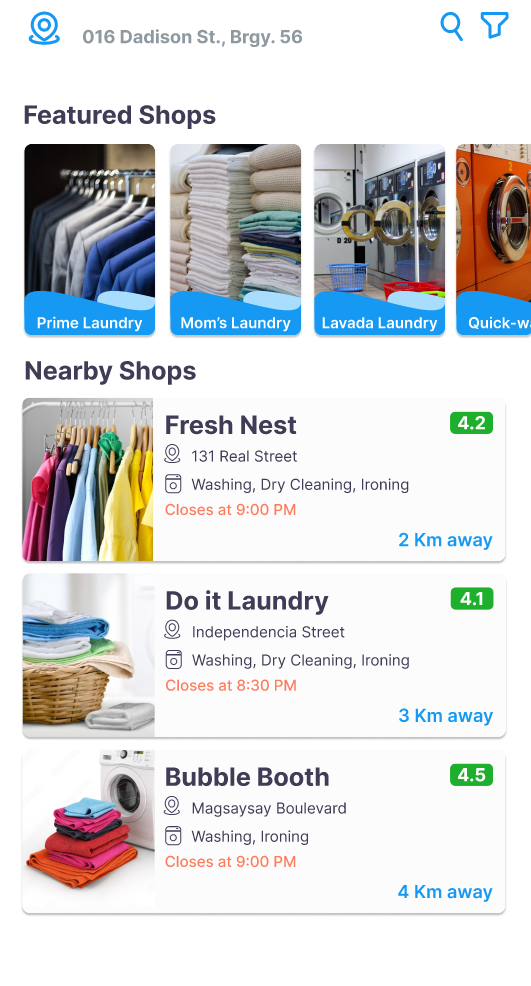 016 Dadison St., Brgy. 56
Featured Shops
D 20
Prime Laundry
Mom's Laundry
Lavada Laundry
Quick-w
Nearby Shops
Fresh Nest
4.2
131 Real Street
Washing, Dry Cleaning, Ironing
Closes at 9:00 PM
2 Km away
Do it Laundry
4.1
Independencia Street
Washing, Dry Cleaning, Ironing
Closes at 8:30 PM
3 Km away
Bubble Booth
4.5
Magsaysay Boulevard
Washing, Ironing
Closes at 9:00 PM
4 Km away